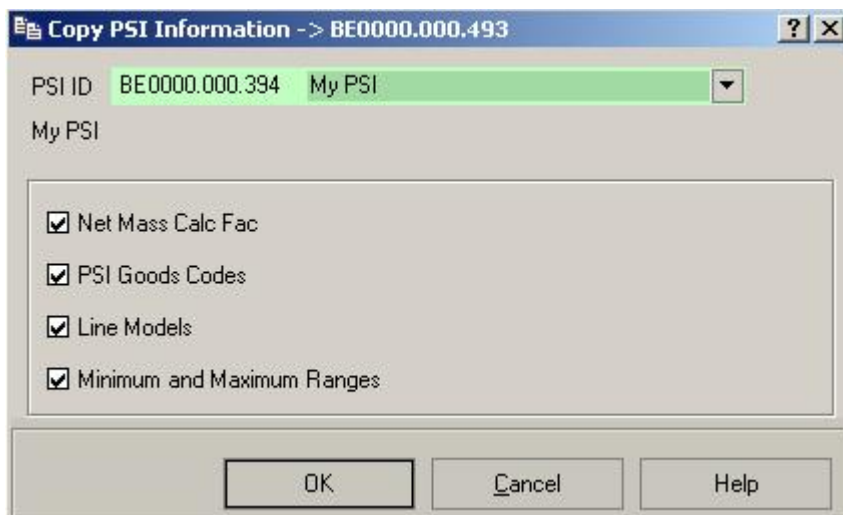 Copy PSI Information -> BE0000.000.493
PSI ID BE0000.000.394 My PSI
My PSI
Net Mass Calc Fac
PSI Goods Codes
Line Models
Minimum and Maximum Ranges
OK Cancel Help